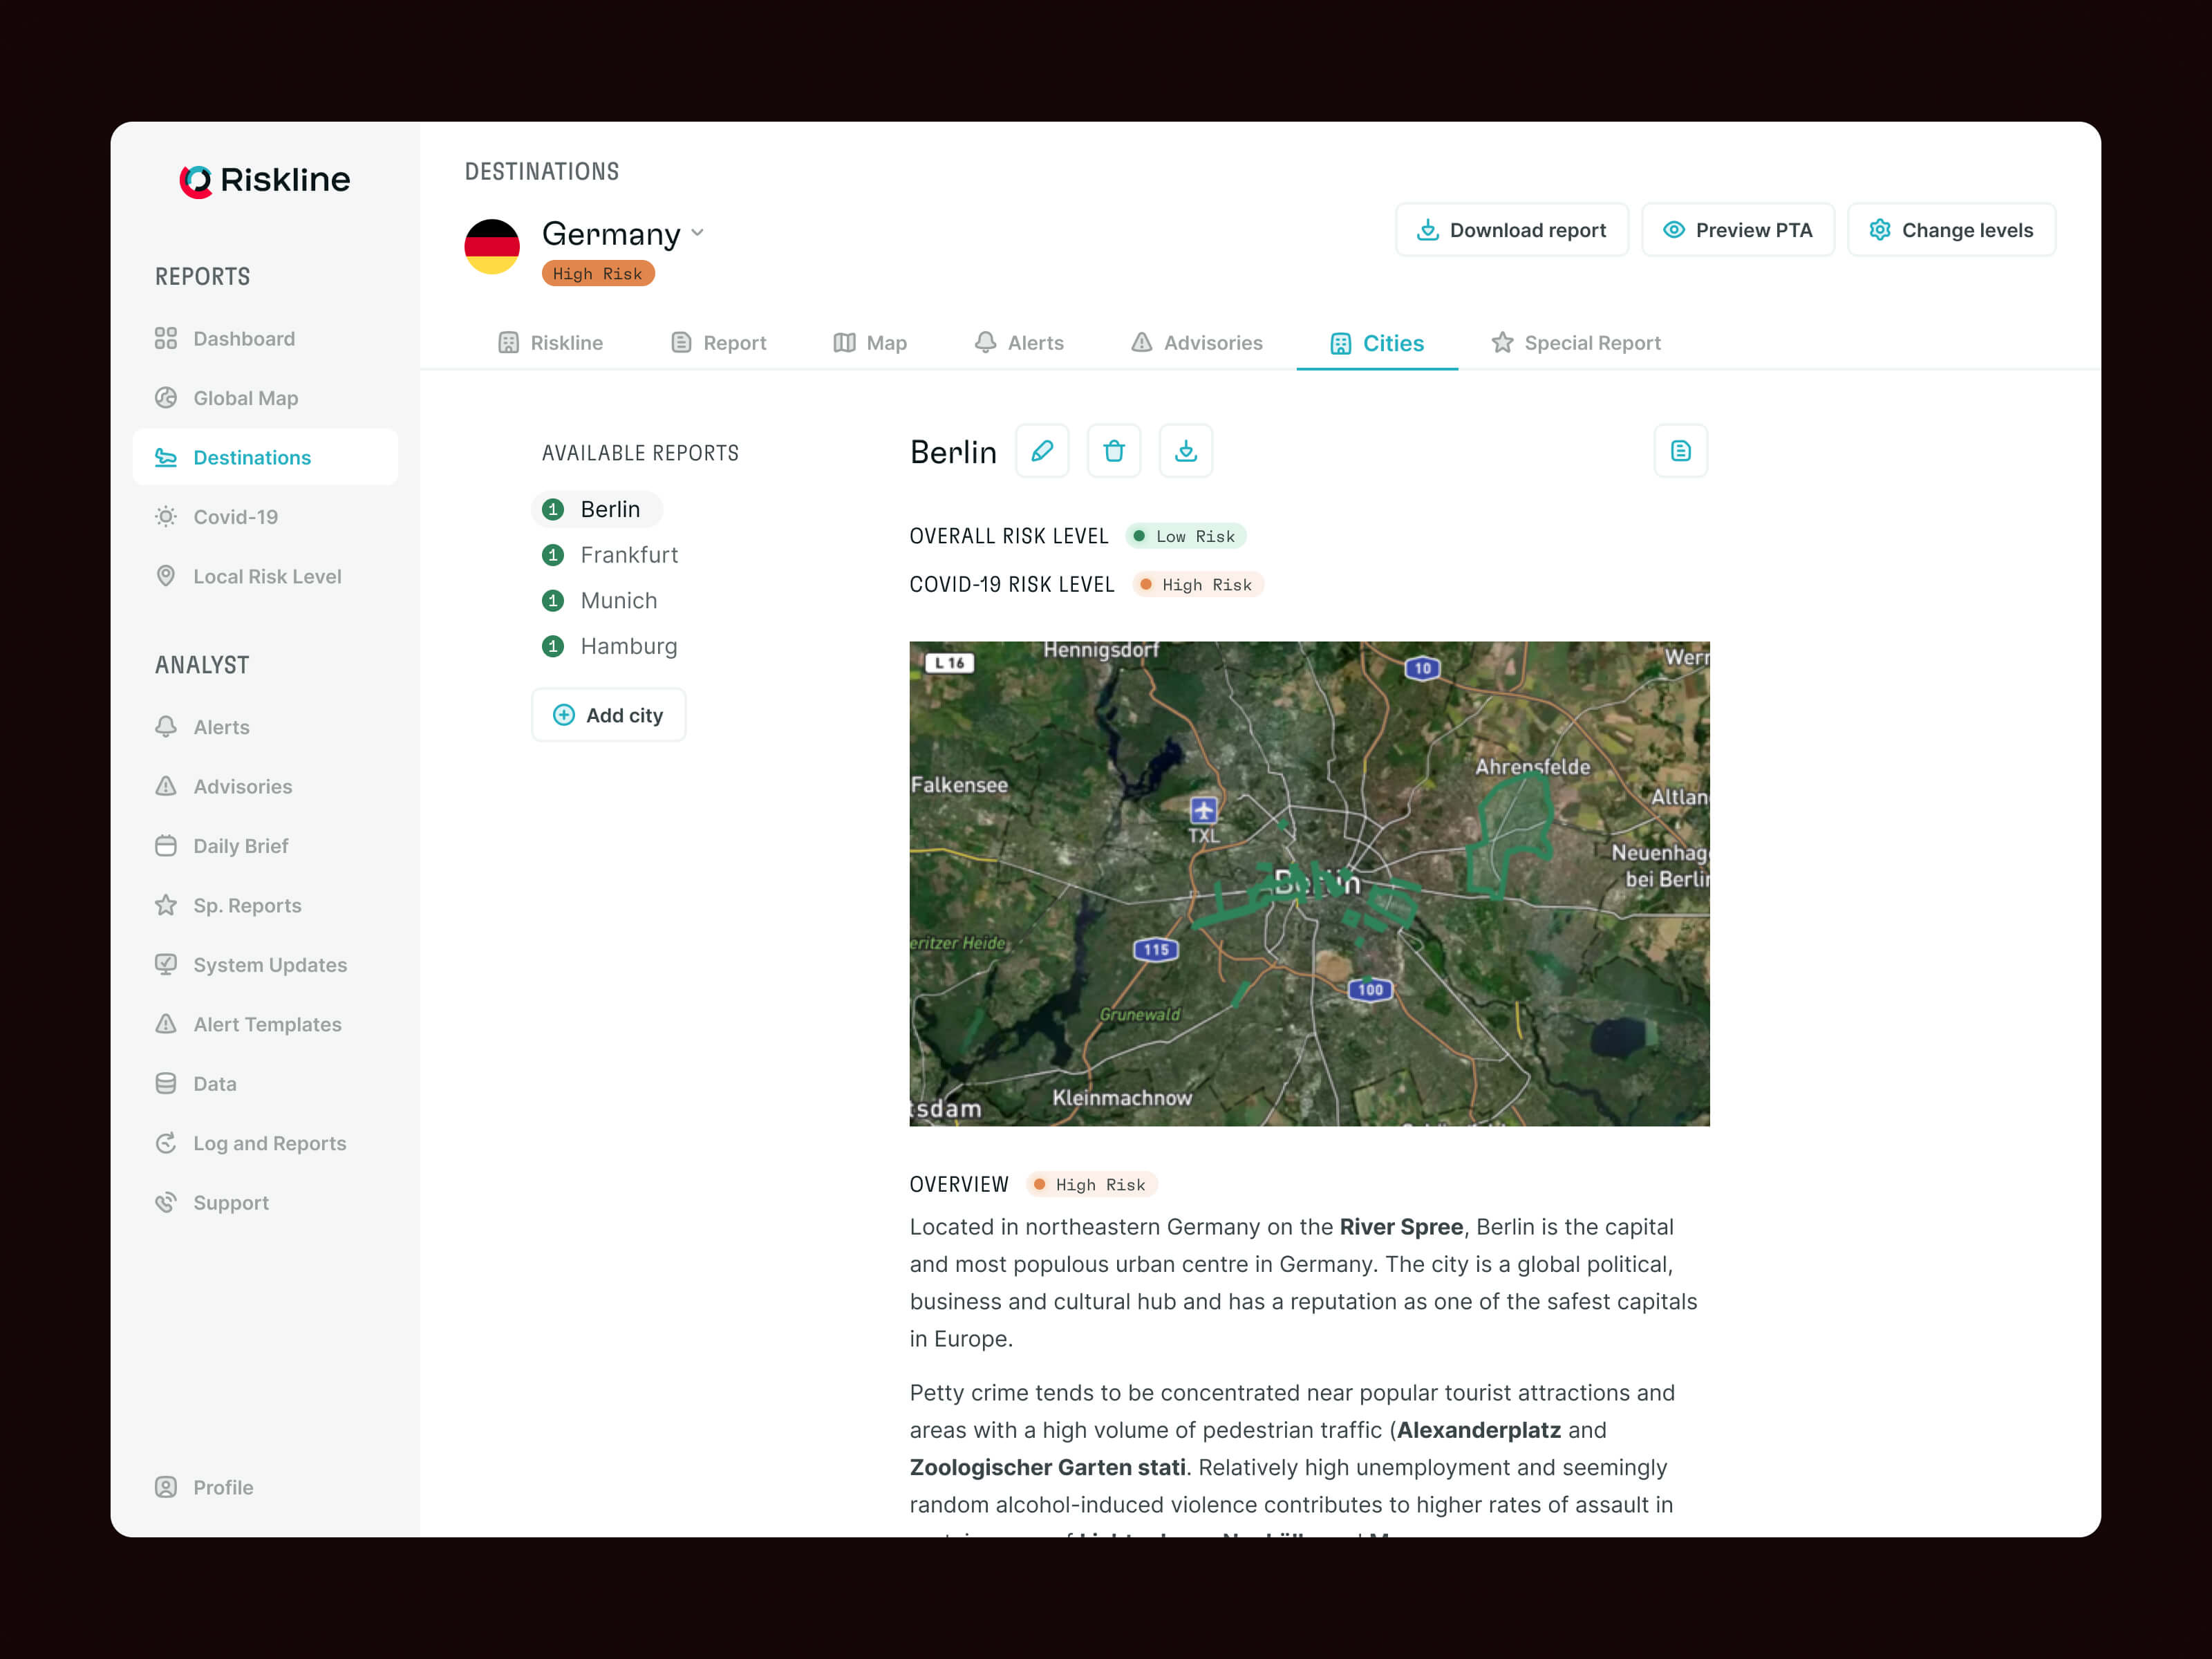 Riskline
REPORTS
Dashboard
Global Map
Destinations
Covid-19
Local Risk Level
ANALYST
Alerts
Advisories
Daily Brief
Sp. Reports
System Updates
Alert Templates
Data
Log and Reports
Support
Profile
DESTINATIONS
Germany
High Risk
Download report
Preview PTA
Change levels
Riskline
Report
Map
Alerts
Advisories
Cities
Special Report
AVAILABLE REPORTS
1 Berlin
1 Frankfurt
1 Munich
1 Hamburg
Add city
Berlin
OVERALL RISK LEVEL Low Risk
COVID-19 RISK LEVEL High Risk
L 16
Hennigsdorf
10
Wern
Ahrensfelde
Falkensee
Altlan
TXL
Neuenhag
bei Berlin
Berlin
eritzer Heide
115
100
Grunewald
Kleinmachnow
tsdam
OVERVIEW High Risk
Located in northeastern Germany on the River Spree, Berlin is the capital
and most populous urban centre in Germany. The city is a global political,
business and cultural hub and has a reputation as one of the safest capitals
in Europe.
Petty crime tends to be concentrated near popular tourist attractions and
areas with a high volume of pedestrian traffic (Alexanderplatz and
Zoologischer Garten stati. Relatively high unemployment and seemingly
random alcohol-induced violence contributes to higher rates of assault in